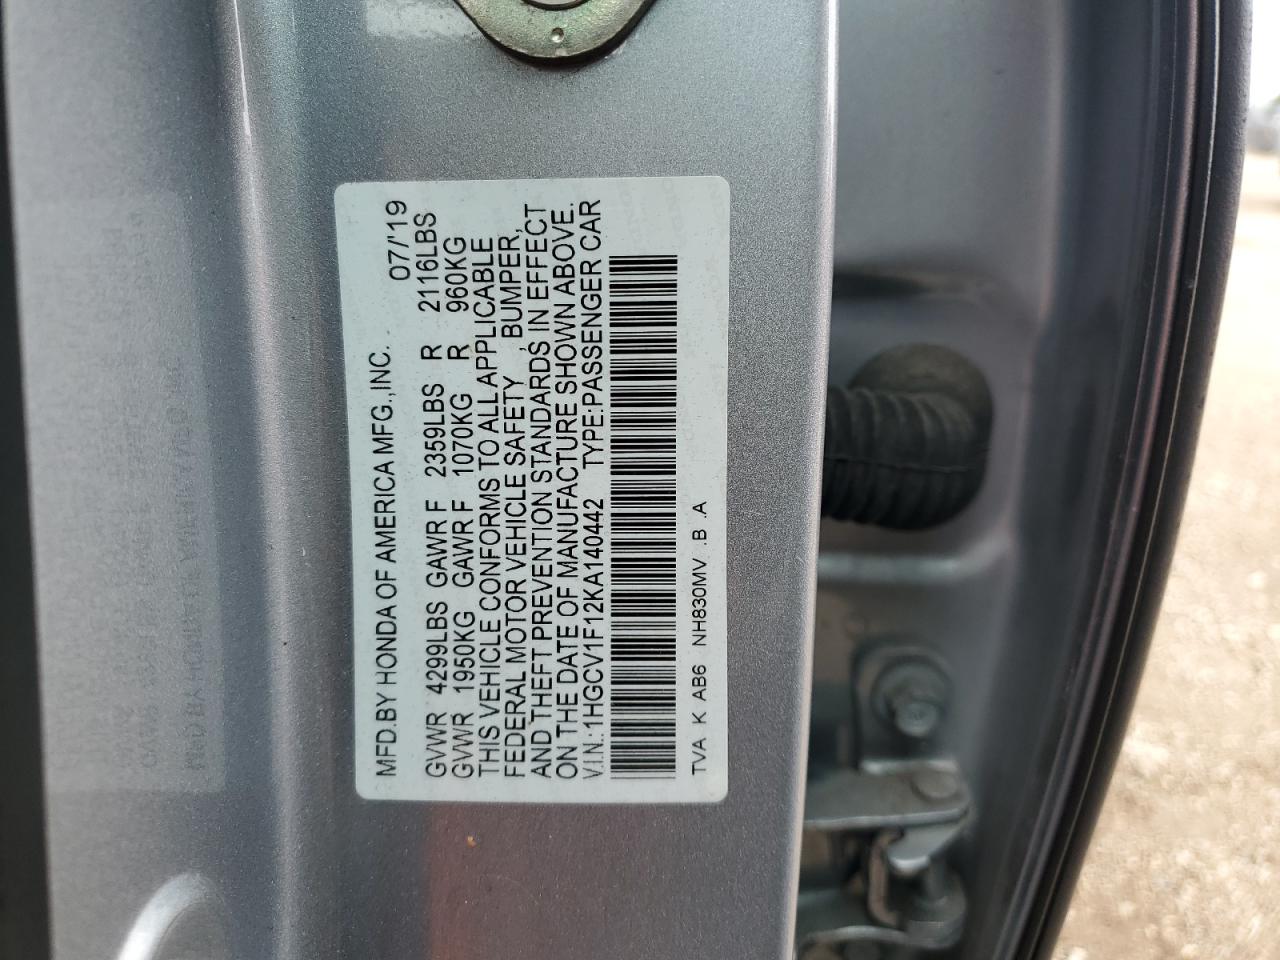 MFD.BY HONDA OF AMERICA MFG.,INC. 07/'19
GVWR 4299LBS GAWR F 2359LBS R 2116LBS
GVWR 1950KG GAWR F 1070KG R 960KG
THIS VEHICLE CONFORMS TO ALL APPLICABLE
FEDERAL MOTOR VEHICLE SAFETY , BUMPER,
AND THEFT PREVENTION STANDARDS IN EFFECT
ON THE DATE OF MANUFACTURE SHOWN ABOVE.
V.I.N.:1HGCV1F12KA140442 TYPE:PASSENGER CAR
TVA K AB6 NH830MV .B .A